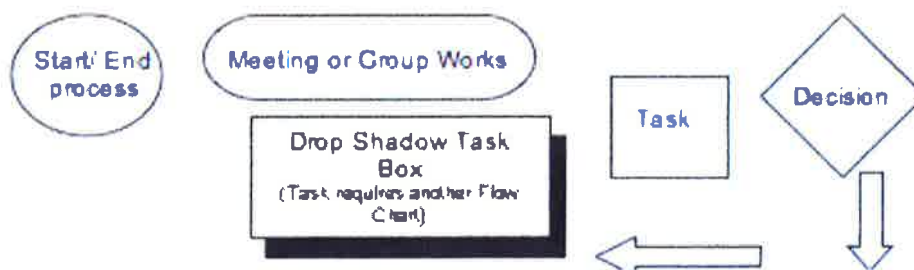 Start/ End
process
Meeting or Group Works
Drop Shadow Task
Box
(Task requires another Flow
Chart)
Task
Decision